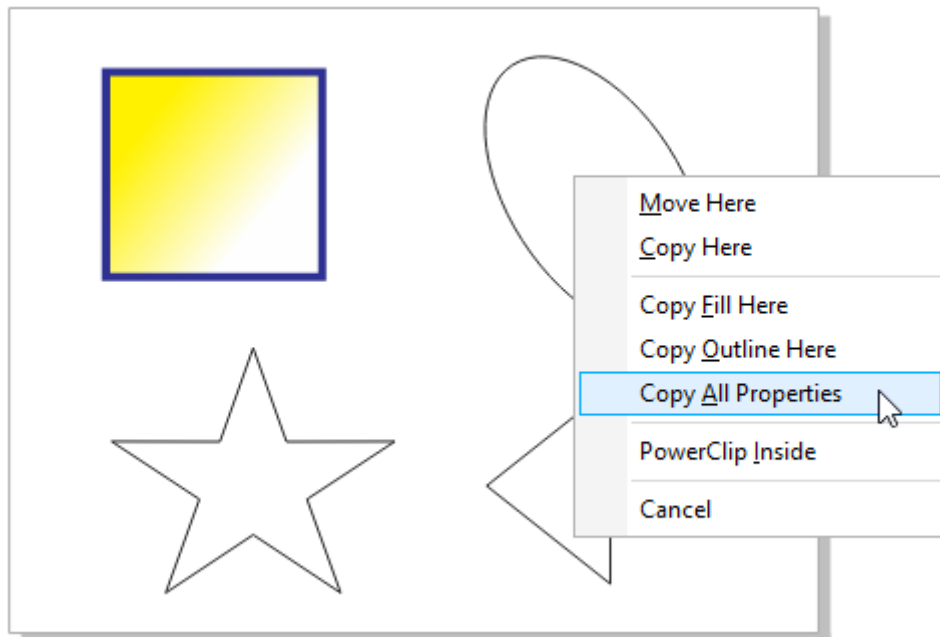 Move Here
Copy Here
Copy Fill Here
Copy Outline Here
Copy All Properties
PowerClip Inside
Cancel